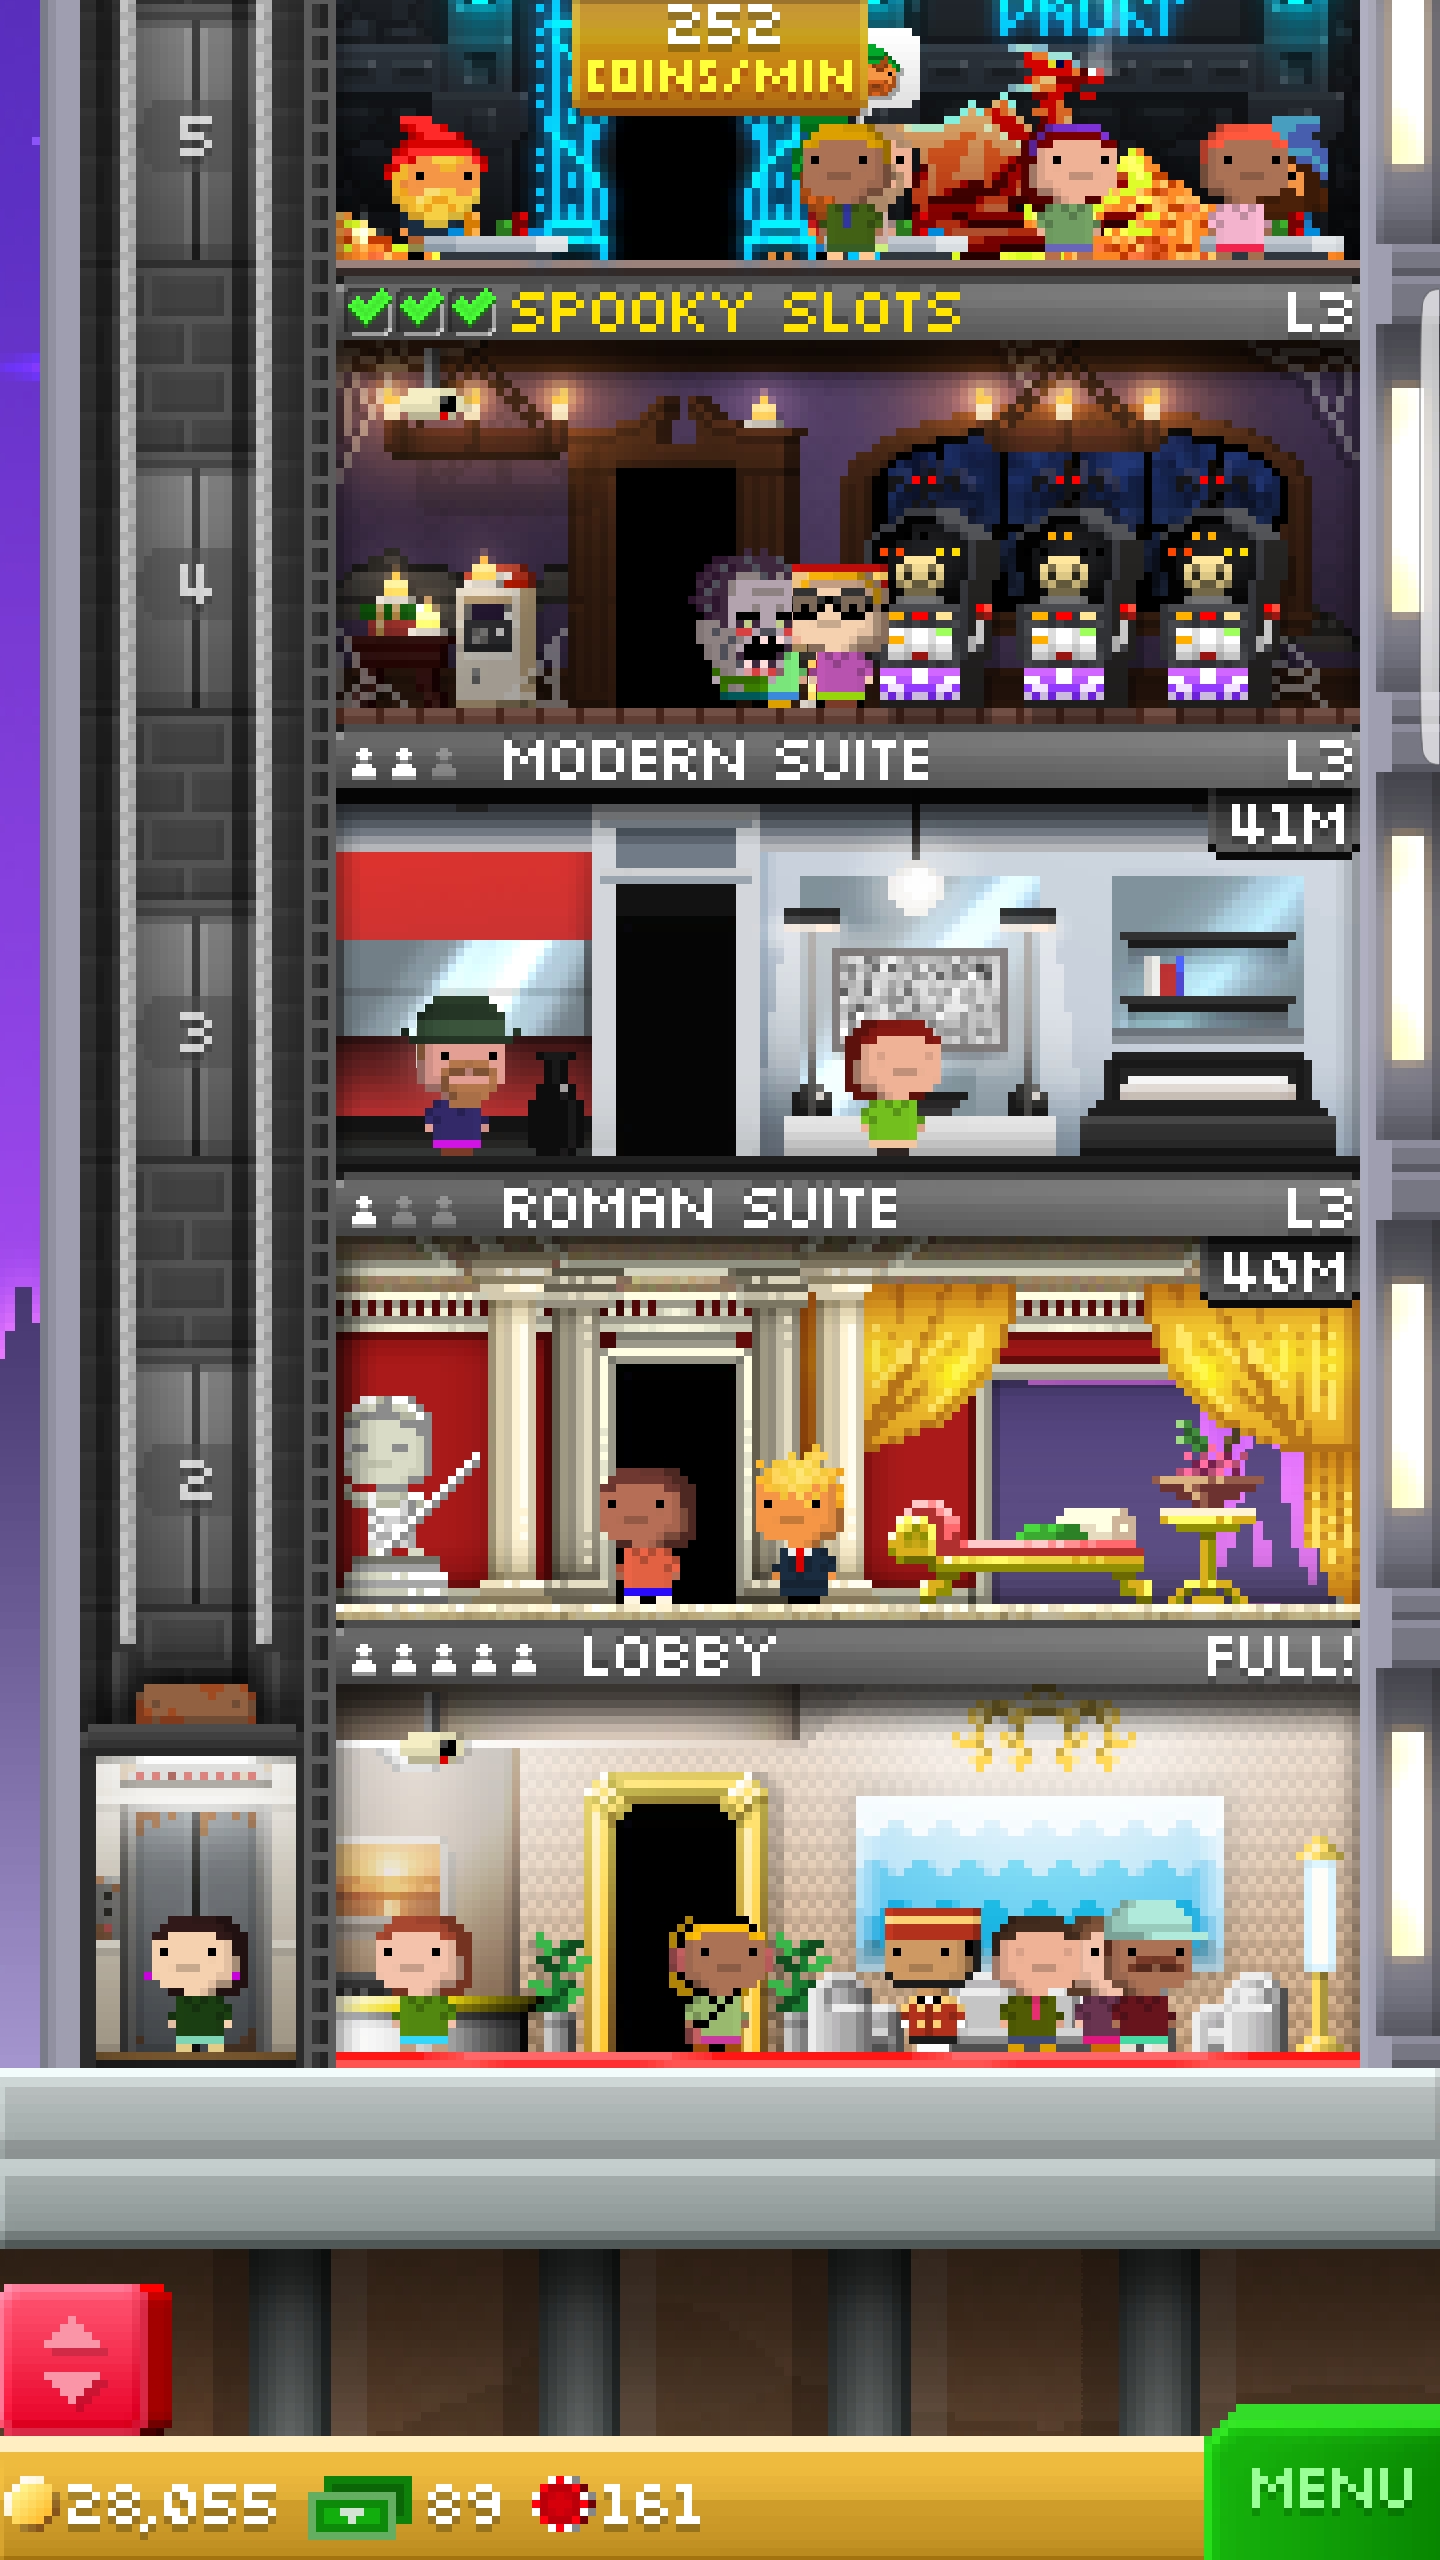 252
COINS/MIN
5
SPOOKY SLOTS L3
4
MODERN SUITE L3
41M
3
ROMAN SUITE L3
40M
2
LOBBY FULL!
28,055 89 161
MENU